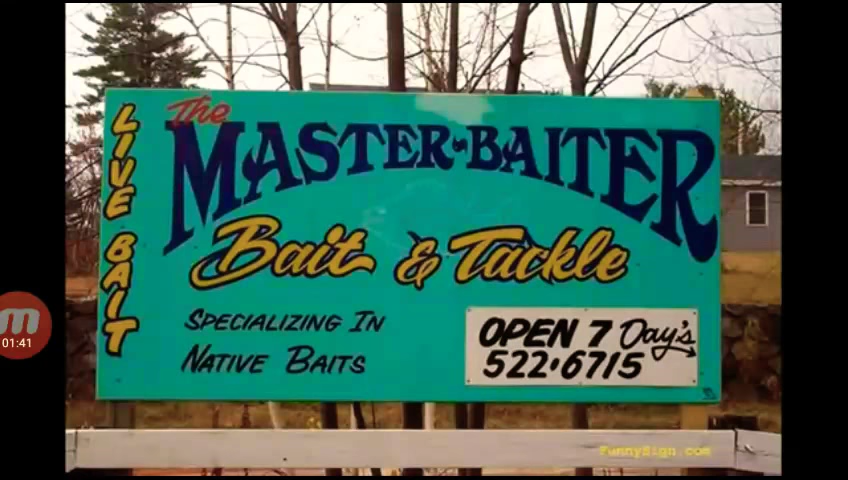 LIVE BAIT
The
MASTER-BAITER
Bait & Tackle
SPECIALIZING IN
NATIVE BAITS
OPEN 7 Day's
522•6715
FunnySign.com
01:41